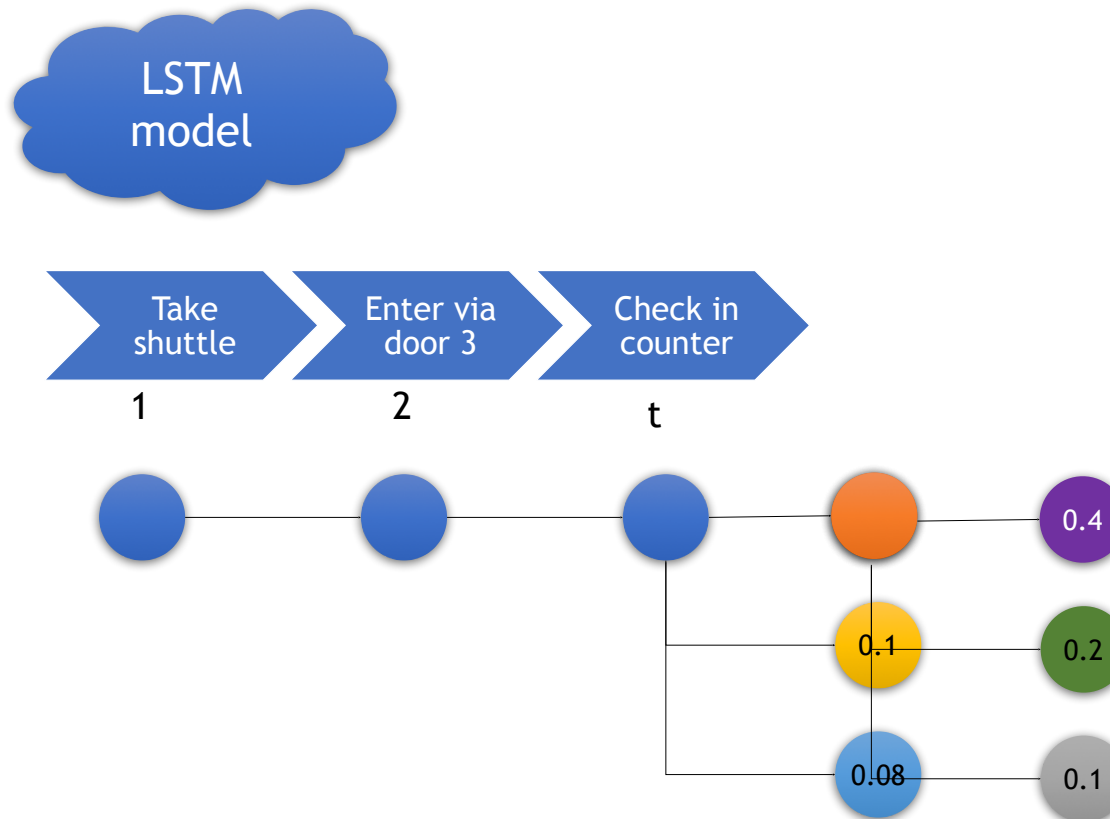 LSTM
model
Take
shuttle
Enter via
door 3
Check in
counter
1
2
t
0.4
0.1
0.2
0.08
0.1